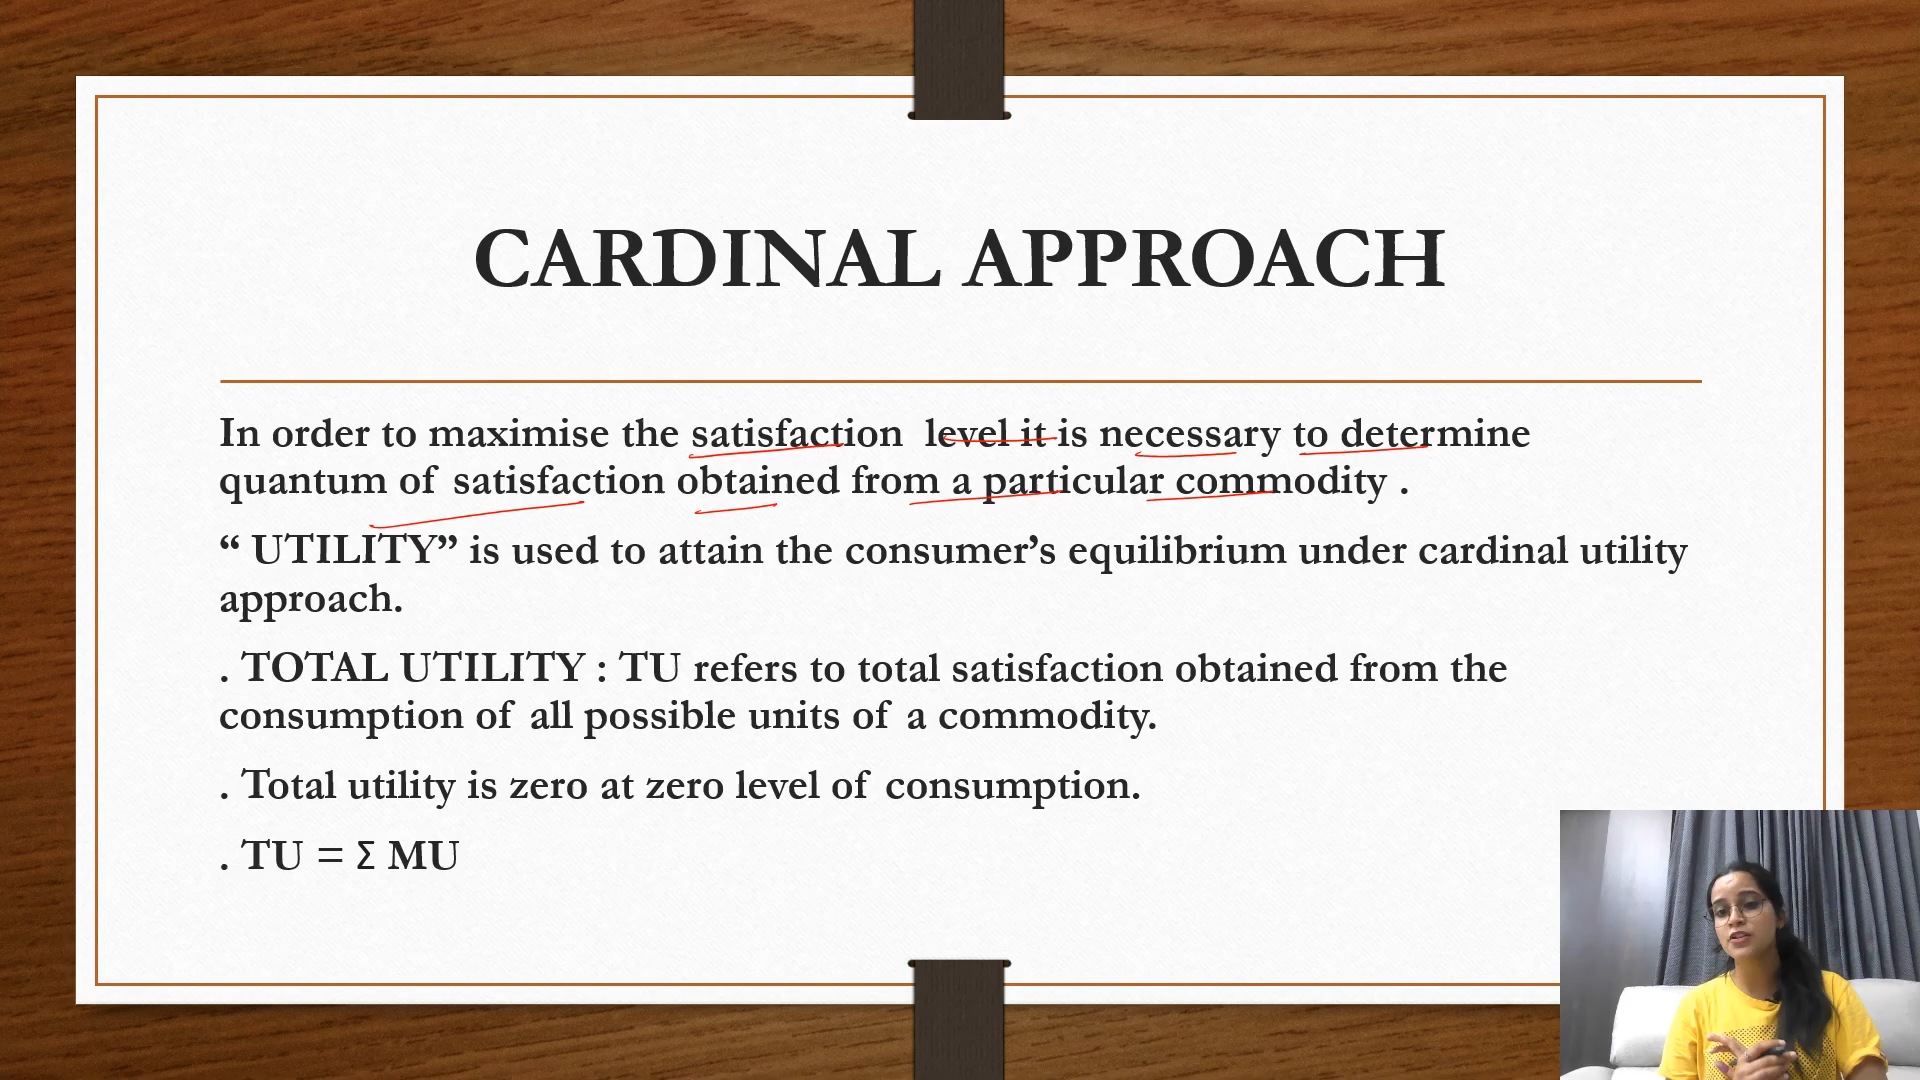 CARDINAL APPROACH
In order to maximise the satisfaction level it is necessary to determine
quantum of satisfaction obtained from a particular commodity .
“ UTILITY” is used to attain the consumer’s equilibrium under cardinal utility
approach.
. TOTAL UTILITY : TU refers to total satisfaction obtained from the
consumption of all possible units of a commodity.
. Total utility is zero at zero level of consumption.
. TU = Σ MU